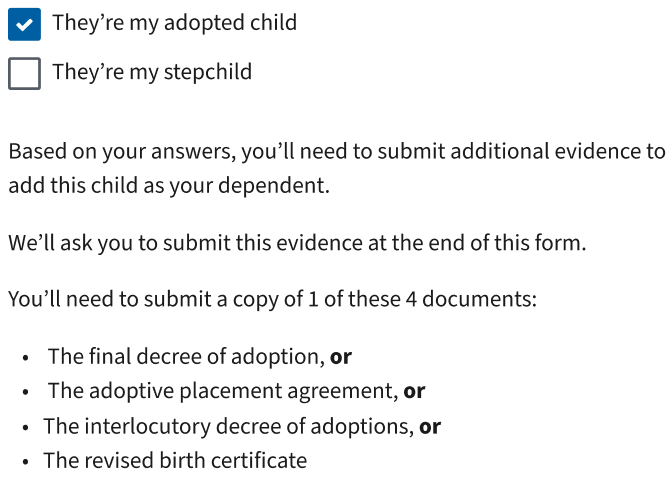 They’re my adopted child
They’re my stepchild
Based on your answers, you’ll need to submit additional evidence to
add this child as your dependent.
We’ll ask you to submit this evidence at the end of this form.
You’ll need to submit a copy of 1 of these 4 documents:
• The final decree of adoption, or
• The adoptive placement agreement, or
• The interlocutory decree of adoptions, or
• The revised birth certificate